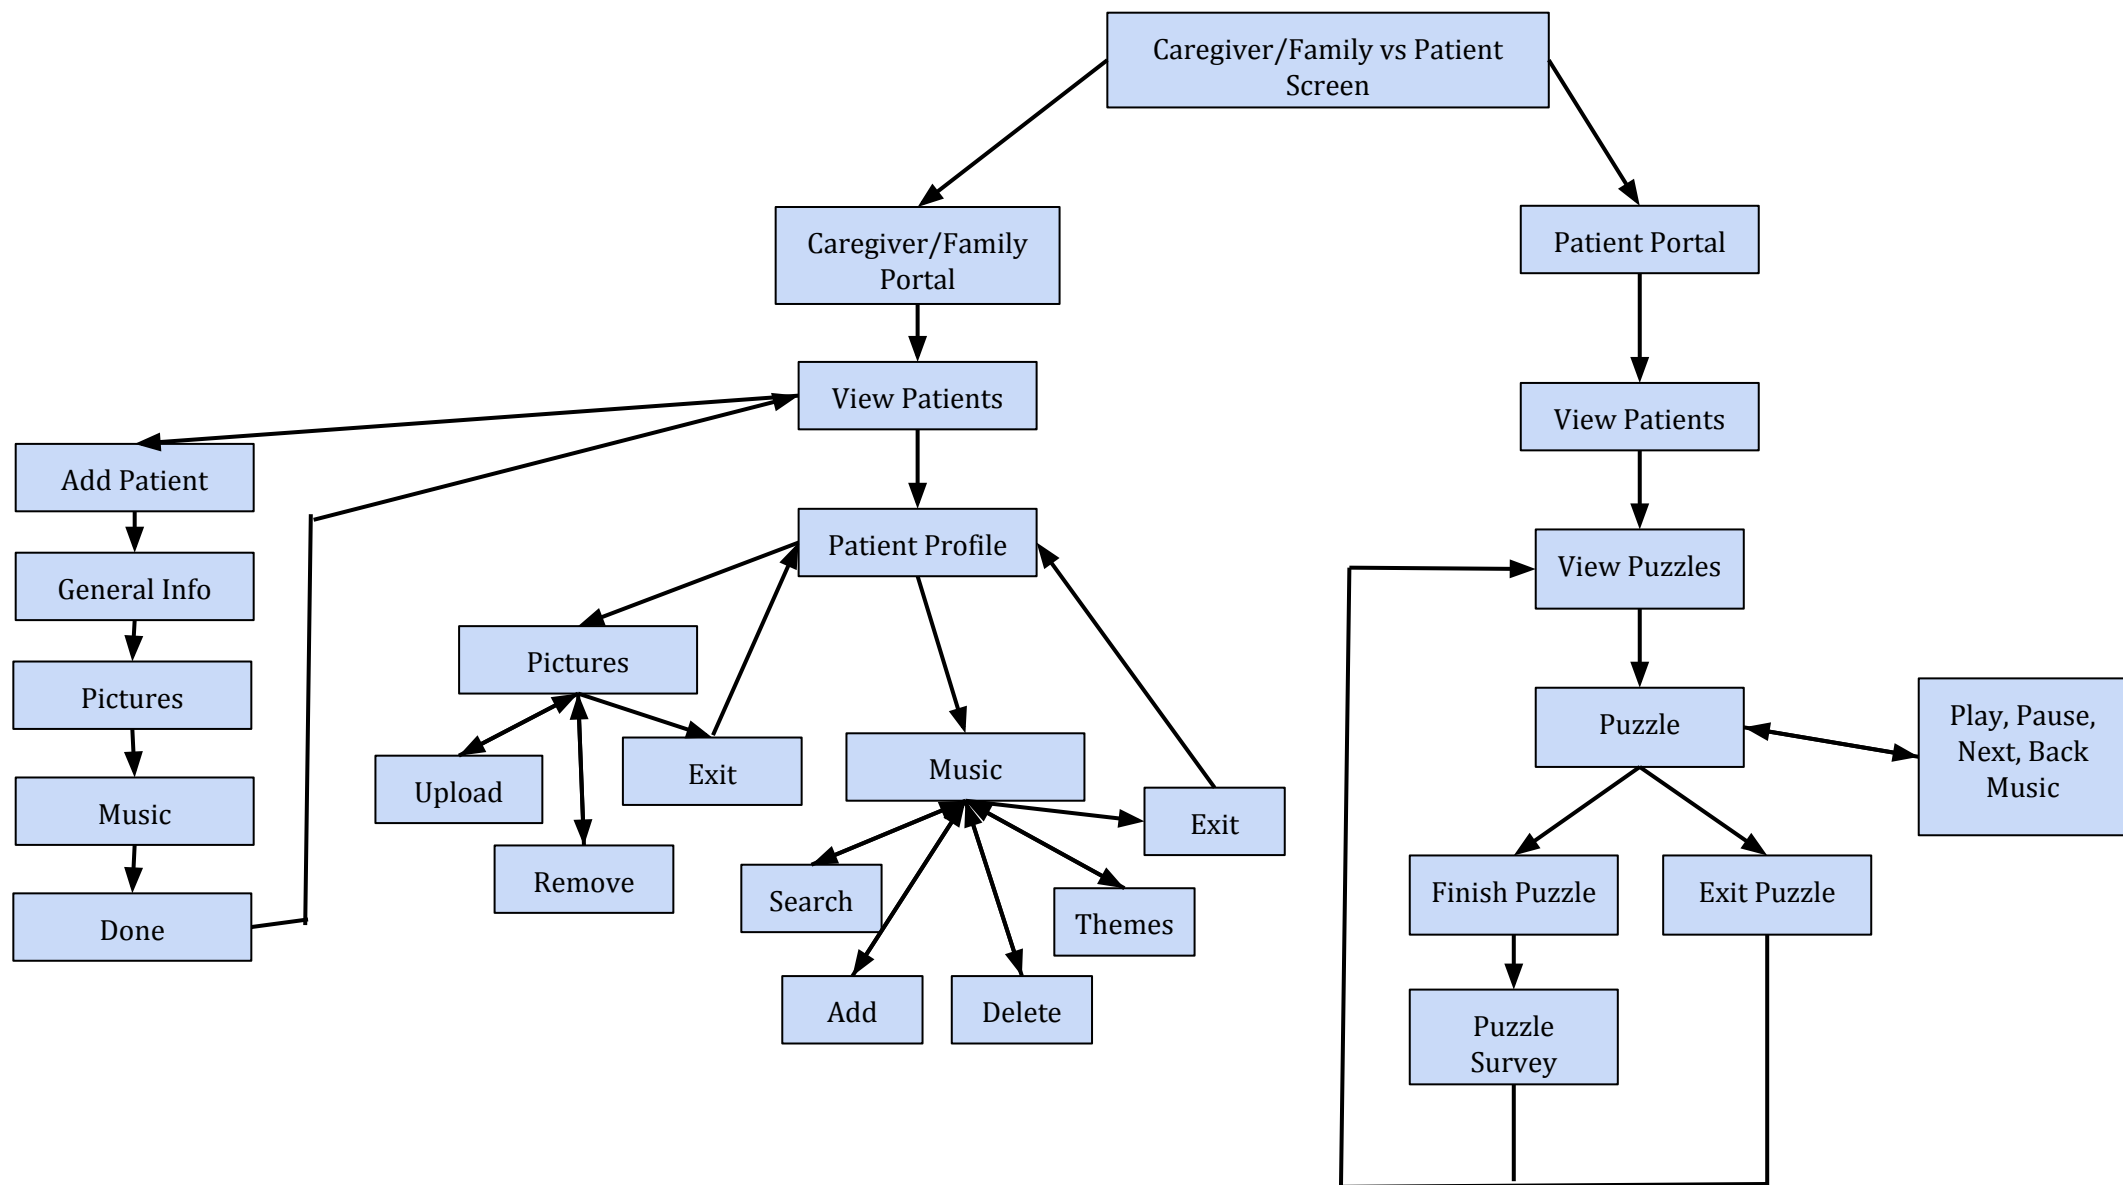 Caregiver/Family vs Patient
Screen
Caregiver/Family
Portal
Patient Portal
View Patients
View Patients
Add Patient
General Info
Pictures
Music
Done
Patient Profile
Pictures
Upload
Remove
Exit
Music
Search
Add
Delete
Themes
Exit
View Puzzles
Puzzle
Play, Pause,
Next, Back
Music
Finish Puzzle
Exit Puzzle
Puzzle
Survey